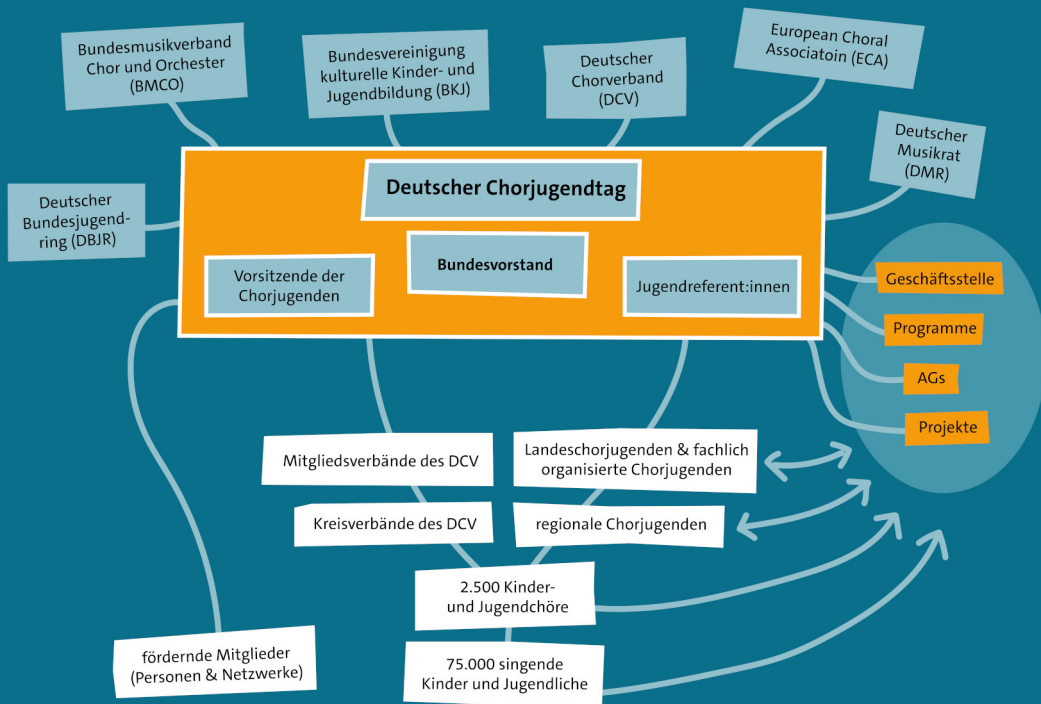 Bundesmusikverband
Chor und Orchester
(BMCO)
Bundesvereinigung
kulturelle Kinder- und
Jugendbildung (BKJ)
Deutscher
Chorverband
(DCV)
European Choral
Associatoin (ECA)
Deutscher
Musikrat
(DMR)
Deutscher
Bundesjugend-
ring (DBJR)
Deutscher Chorjugendtag
Bundesvorstand
Vorsitzende der
Chorjugenden
Jugendreferent:innen
Geschäftsstelle
Programme
AGs
Projekte
Mitgliedsverbände des DCV
Landeschorjugenden & fachlich
organisierte Chorjugenden
Kreisverbände des DCV
regionale Chorjugenden
2.500 Kinder-
und Jugendchöre
fördernde Mitglieder
(Personen & Netzwerke)
75.000 singende
Kinder und Jugendliche